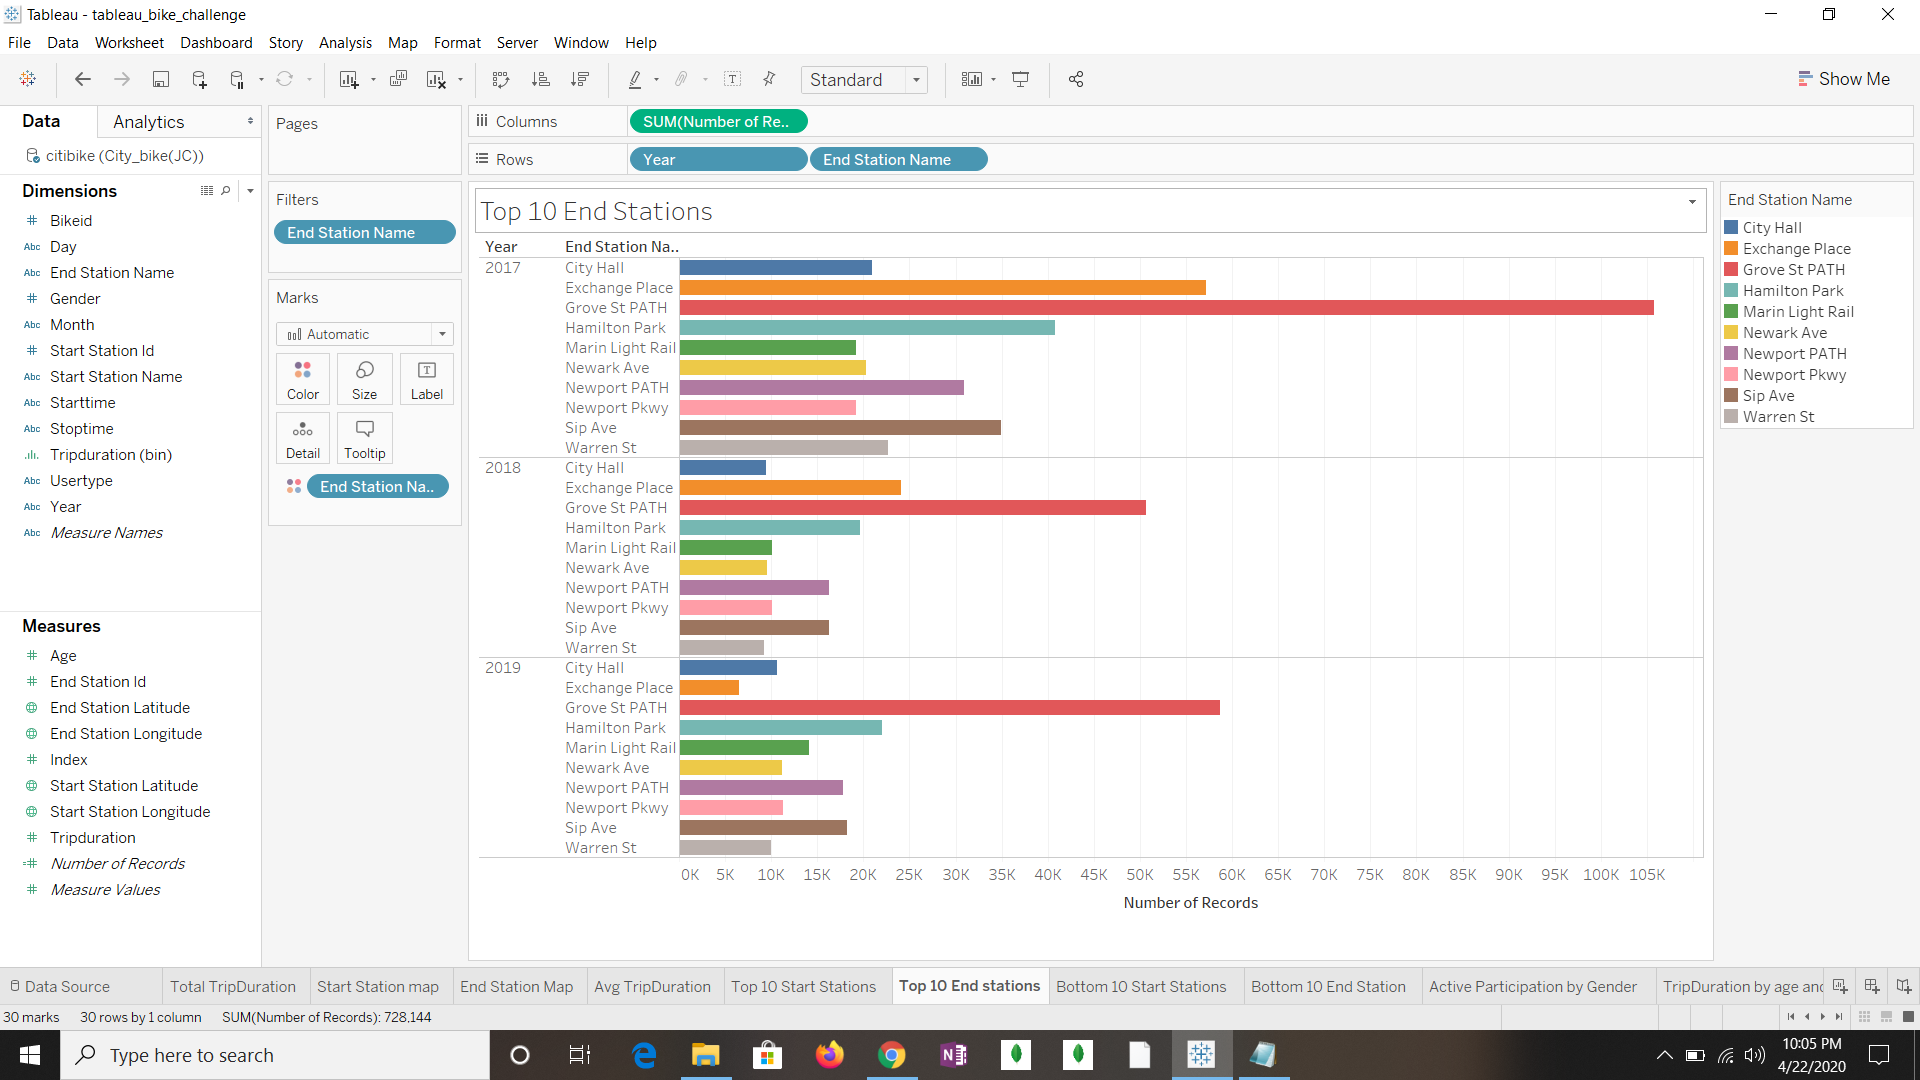 Tableau - tableau_bike_challenge
File Data Worksheet Dashboard Story Analysis Map Format Server Window Help
Standard
Show Me
Data Analytics
citibike (City_bike(JC))
Dimensions
Bikeid
Abc Day
Abc End Station Name
Gender
Abc Month
Start Station Id
Abc Start Station Name
Abc Starttime
Abc Stoptime
Tripduration (bin)
Abc Usertype
Abc Year
Abc Measure Names
Measures
Age
End Station Id
End Station Latitude
End Station Longitude
Index
Start Station Latitude
Start Station Longitude
Tripduration
Number of Records
Measure Values
Pages
Filters
End Station Name
Marks
Automatic
Color Size Label
Detail Tooltip
End Station Na..
Columns SUM(Number of Re..
Rows Year End Station Name
Top 10 End Stations
Year End Station Na..
2017 City Hall
Exchange Place
Grove St PATH
Hamilton Park
Marin Light Rail
Newark Ave
Newport PATH
Newport Pkwy
Sip Ave
Warren St
2018 City Hall
Exchange Place
Grove St PATH
Hamilton Park
Marin Light Rail
Newark Ave
Newport PATH
Newport Pkwy
Sip Ave
Warren St
2019 City Hall
Exchange Place
Grove St PATH
Hamilton Park
Marin Light Rail
Newark Ave
Newport PATH
Newport Pkwy
Sip Ave
Warren St
0K 5K 10K 15K 20K 25K 30K 35K 40K 45K 50K 55K 60K 65K 70K 75K 80K 85K 90K 95K 100K 105K
Number of Records
End Station Name
City Hall
Exchange Place
Grove St PATH
Hamilton Park
Marin Light Rail
Newark Ave
Newport PATH
Newport Pkwy
Sip Ave
Warren St
Data Source Total TripDuration Start Station map End Station Map Avg TripDuration Top 10 Start Stations Top 10 End stations Bottom 10 Start Stations Bottom 10 End Station Active Participation by Gender TripDuration by age and
30 marks 30 rows by 1 column SUM(Number of Records): 728,144
Type here to search
10:05 PM
4/22/2020